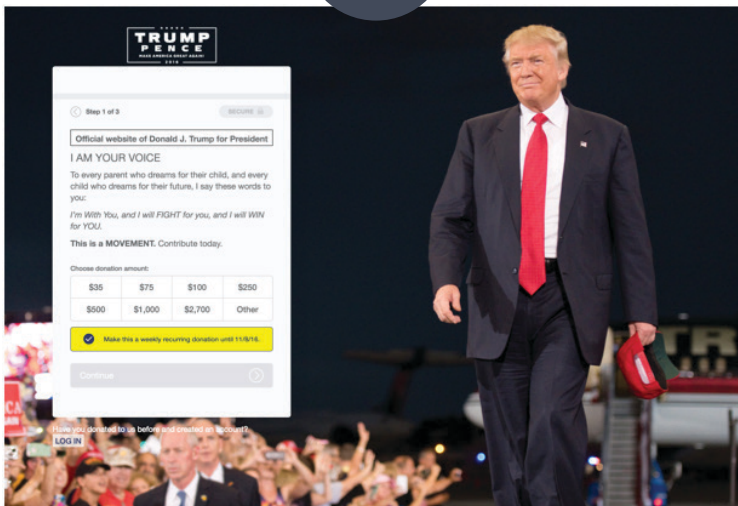 TRUMP
PENCE
MAKE AMERICA GREAT AGAIN!
2016
Step 1 of 3
SECURE
Official website of Donald J. Trump for President
I AM YOUR VOICE
To every parent who dreams for their child, and every
child who dreams for their future, I say these words to
you:
I'm With You, and I will FIGHT for you, and I will WIN
for YOU.
This is a MOVEMENT. Contribute today.
Choose donation amount:
$35 $75 $100 $250
$500 $1,000 $2,700 Other
Make this a weekly recurring donation until 11/8/16.
Continue
Have you donated to us before and created an account?
LOG IN
TR